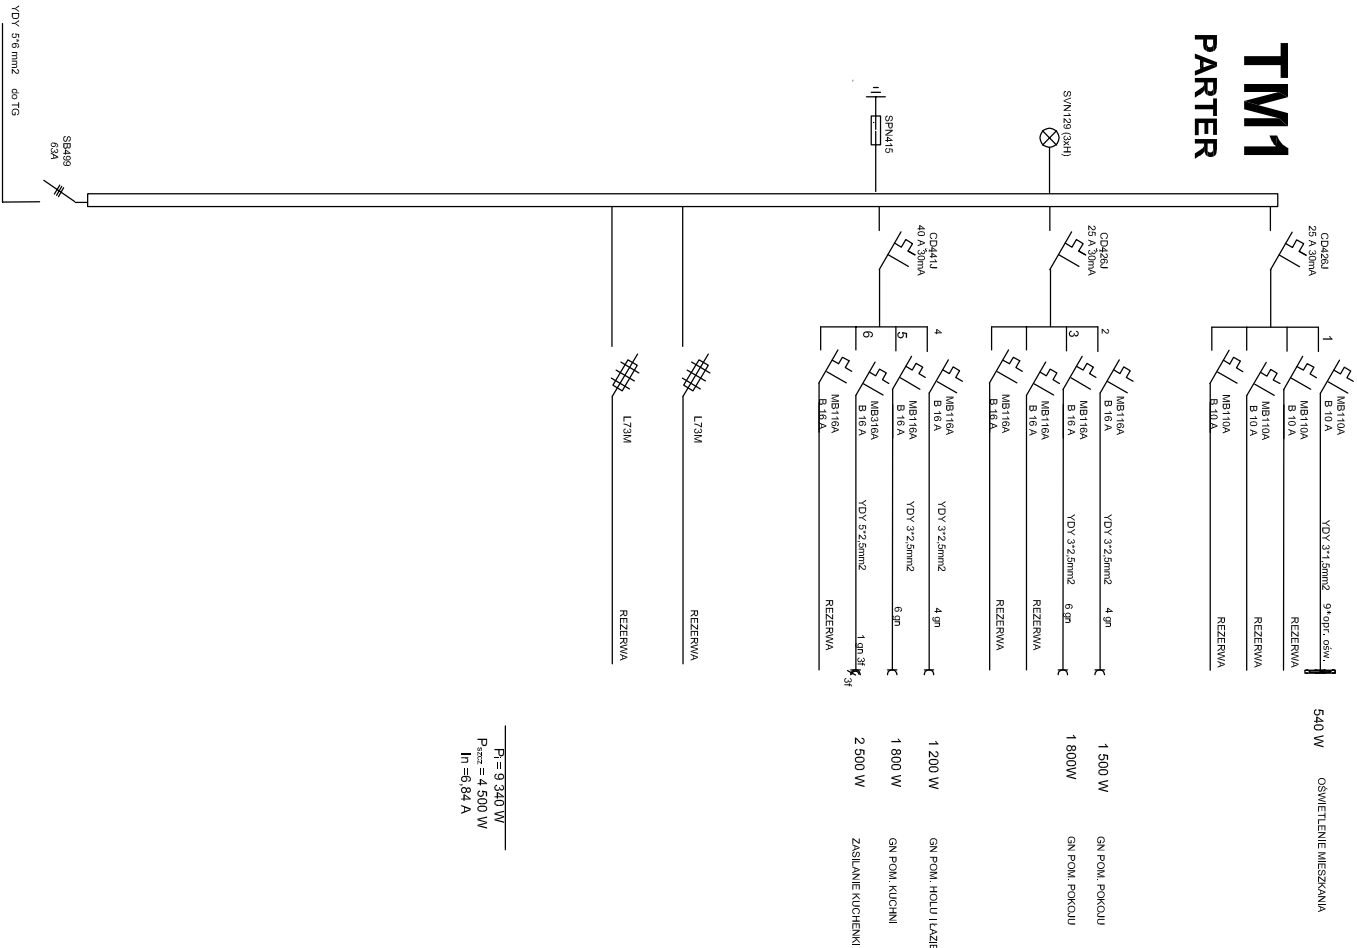 TM1
PARTER
YDY 5*6 mm2 do TG
SB499
63A
SPN415
SVN129 (3xH)
CD426J
25 A 30mA
CD426J
25 A 30mA
CD441J
40 A 30mA
1
MB110A
B 10 A
YDY 3*1,5mm2 9*opr. ośw.
540 W
OŚWIETLENIE MIESZKANIA
MB110A
B 10 A
REZERWA
MB110A
B 10 A
REZERWA
MB110A
B 10 A
REZERWA
2
MB116A
B 16 A
YDY 3*2,5mm2
4 gn
1 500 W
GN POM. POKOJU
3
MB116A
B 16 A
YDY 3*2,5mm2
6 gn
1 800W
GN POM. POKOJU
MB116A
B 16 A
REZERWA
MB116A
B 16 A
REZERWA
4
MB116A
B 16 A
YDY 3*2,5mm2
4 gn
1 200 W
GN POM. HOLU I ŁAZIE
5
MB116A
B 16 A
YDY 3*2,5mm2
6 gn
1 800 W
GN POM. KUCHNI
6
MB316A
B 16 A
YDY 5*2,5mm2
1 gn 3f
3f
2 500 W
ZASILANIE KUCHENKI
MB116A
B 16 A
REZERWA
L73M
REZERWA
L73M
REZERWA
Pi = 9 340 W
Pszcz = 4 500 W
In =6,84 A